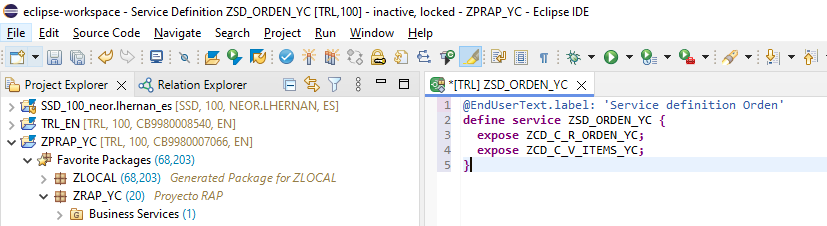 eclipse-workspace - Service Definition ZSD_ORDEN_YC [TRL,100] - inactive, locked - ZPRAP_YC - Eclipse IDE
File Edit Source Code Navigate Search Project Run Window Help
Project Explorer Relation Explorer
SSD_100_neor.lhernan_es [SSD, 100, NEOR.LHERNAN, ES]
TRL_EN [TRL, 100, CB9980008540, EN]
ZPRAP_YC [TRL, 100, CB9980007066, EN]
Favorite Packages (68,203)
ZLOCAL (68,203) Generated Package for ZLOCAL
ZRAP_YC (20) Proyecto RAP
Business Services (1)
*[TRL] ZSD_ORDEN_YC
1 @EndUserText.label: 'Service definition Orden'
2 define service ZSD_ORDEN_YC {
3 expose ZCD_C_R_ORDEN_YC;
4 expose ZCD_C_V_ITEMS_YC;
5 }